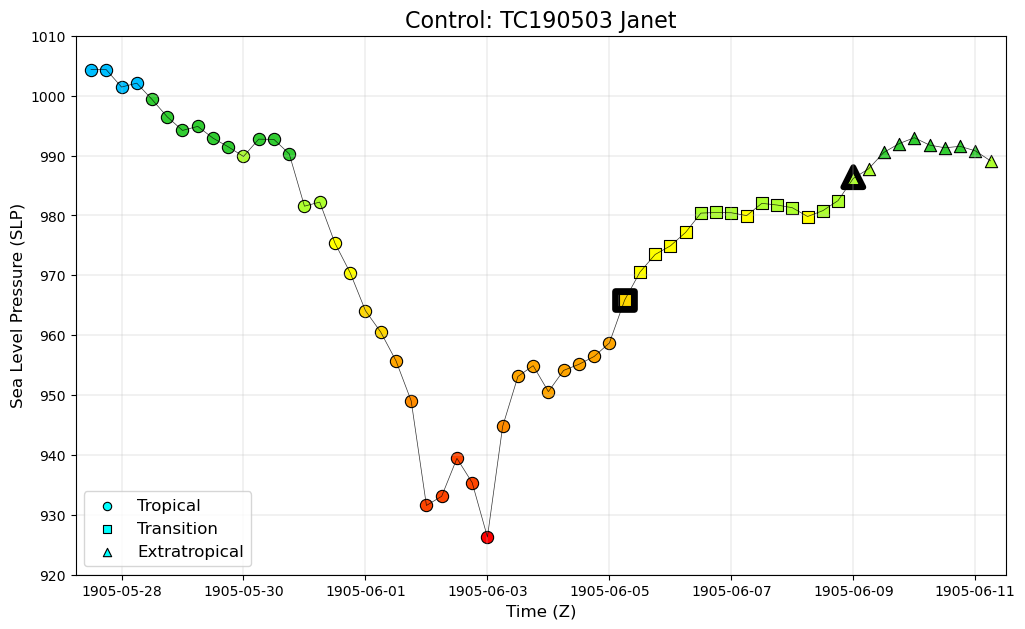 Control: TC190503 Janet
1010
1000
990
980
970
960
950
940
930
920
Sea Level Pressure (SLP)
Tropical
Transition
Extratropical
1905-05-28 1905-05-30 1905-06-01 1905-06-03 1905-06-05 1905-06-07 1905-06-09 1905-06-11
Time (Z)